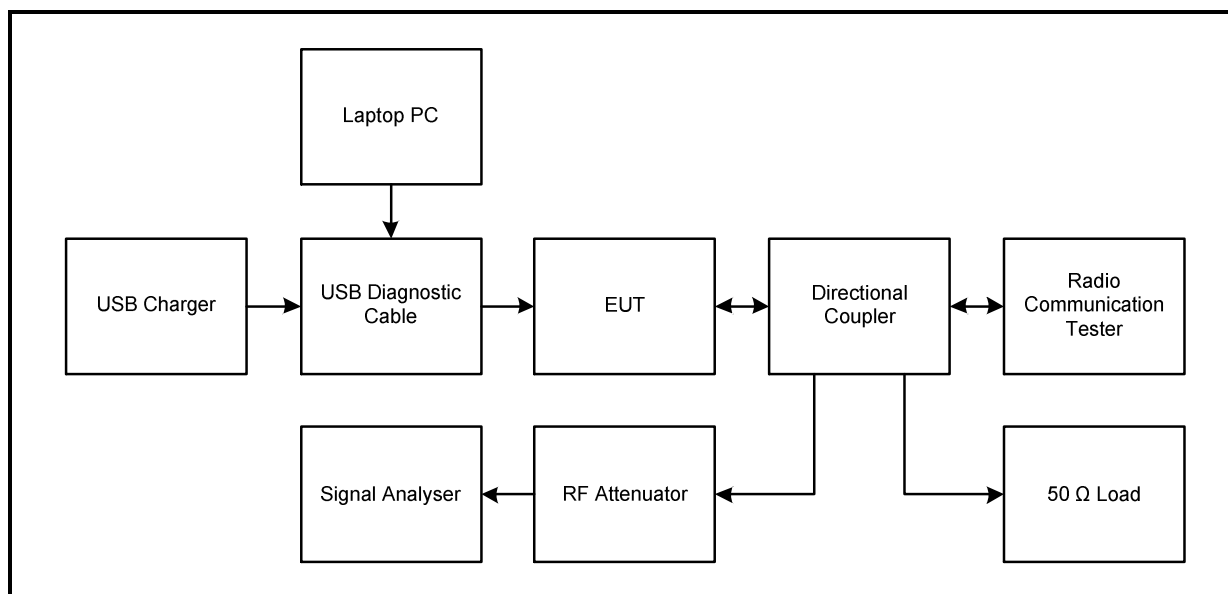 Laptop PC
USB Charger
USB Diagnostic
Cable
EUT
Directional
Coupler
Radio
Communication
Tester
Signal Analyser
RF Attenuator
50 Ω Load